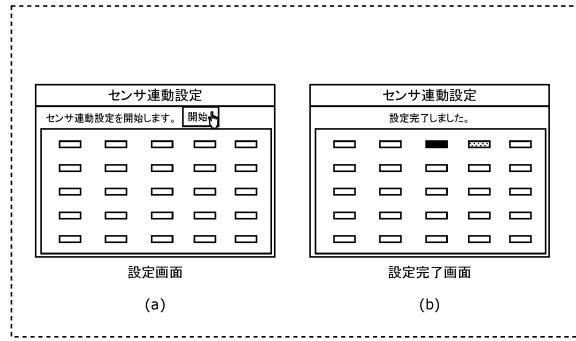 センサ連動設定
センサ連動設定を開始します。 開始
設定画面
(a)
センサ連動設定
設定完了しました。
設定完了画面
(b)